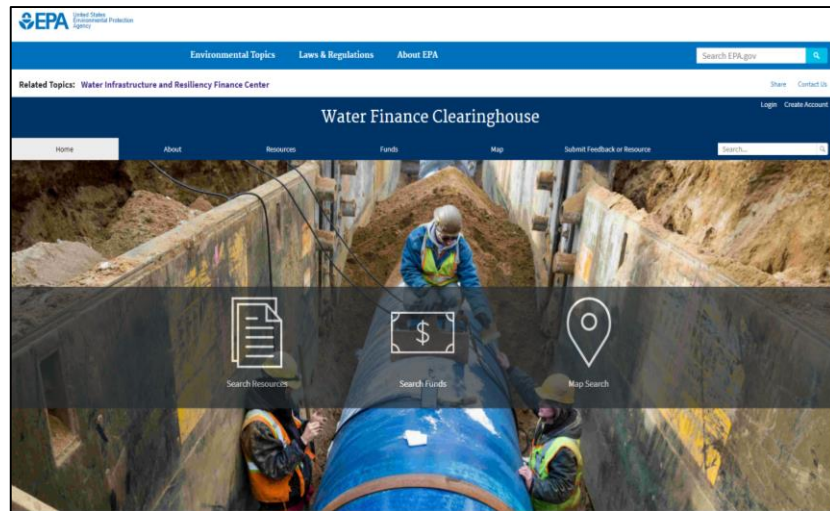 EPA United States
Environmental Protection
Agency
Environmental Topics Laws & Regulations About EPA Search EPA.gov
Related Topics: Water Infrastructure and Resiliency Finance Center Share Contact Us
Login Create Account
Water Finance Clearinghouse
Home About Resources Funds Map Submit Feedback or Resource Search...
$
Search Resources Search Funds Map Search